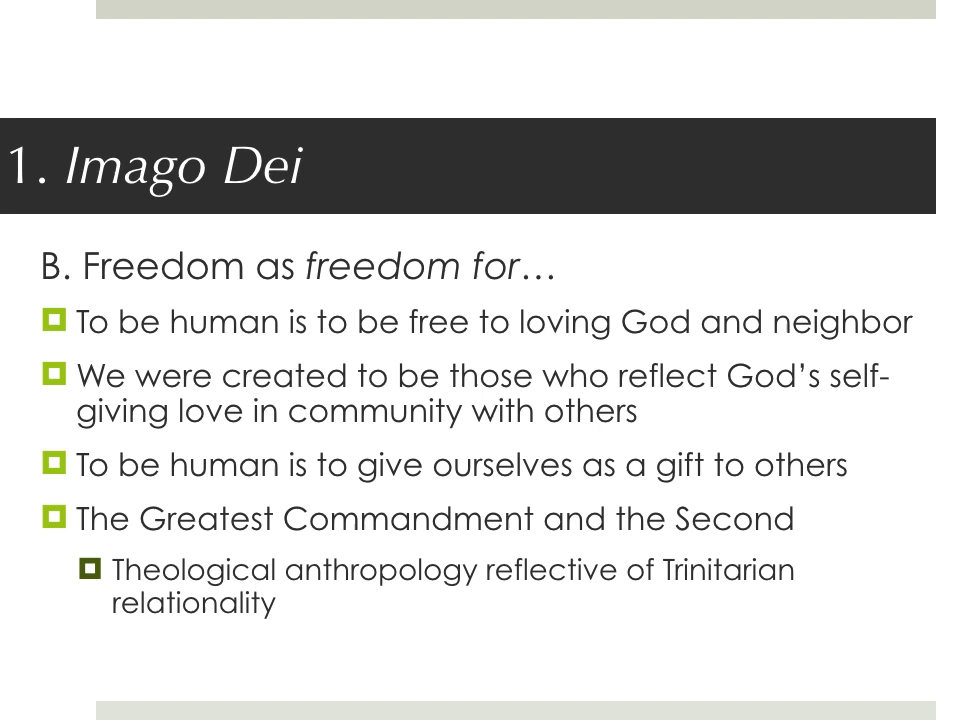 1. Imago Dei
B. Freedom as freedom for…
To be human is to be free to loving God and neighbor
We were created to be those who reflect God’s self-
giving love in community with others
To be human is to give ourselves as a gift to others
The Greatest Commandment and the Second
Theological anthropology reflective of Trinitarian
relationality